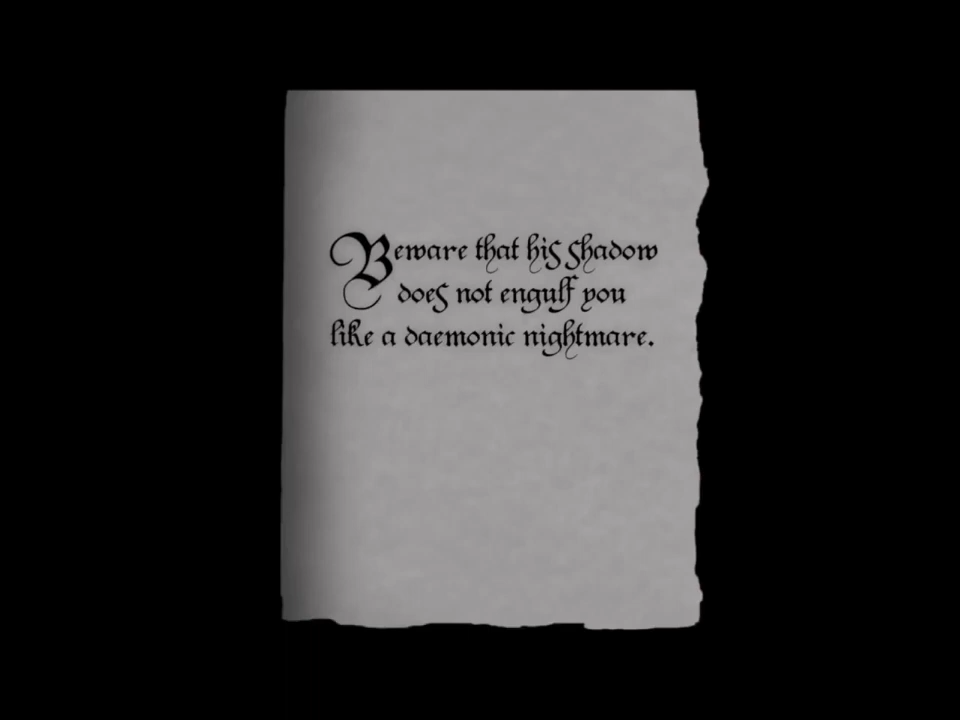 Beware that his shadow
does not engulf you
like a daemonic nightmare.